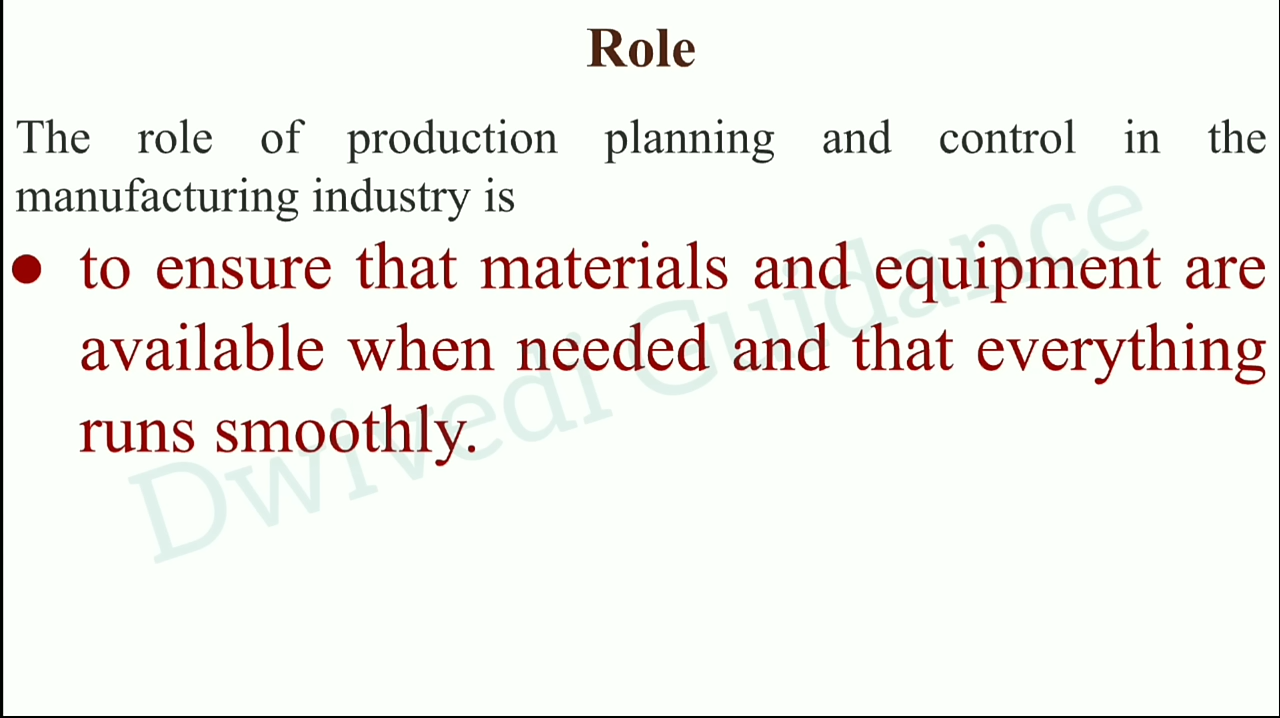 Role
The role of production planning and control in the
manufacturing industry is
● to ensure that materials and equipment are
available when needed and that everything
runs smoothly.
Dwivedi Guidance